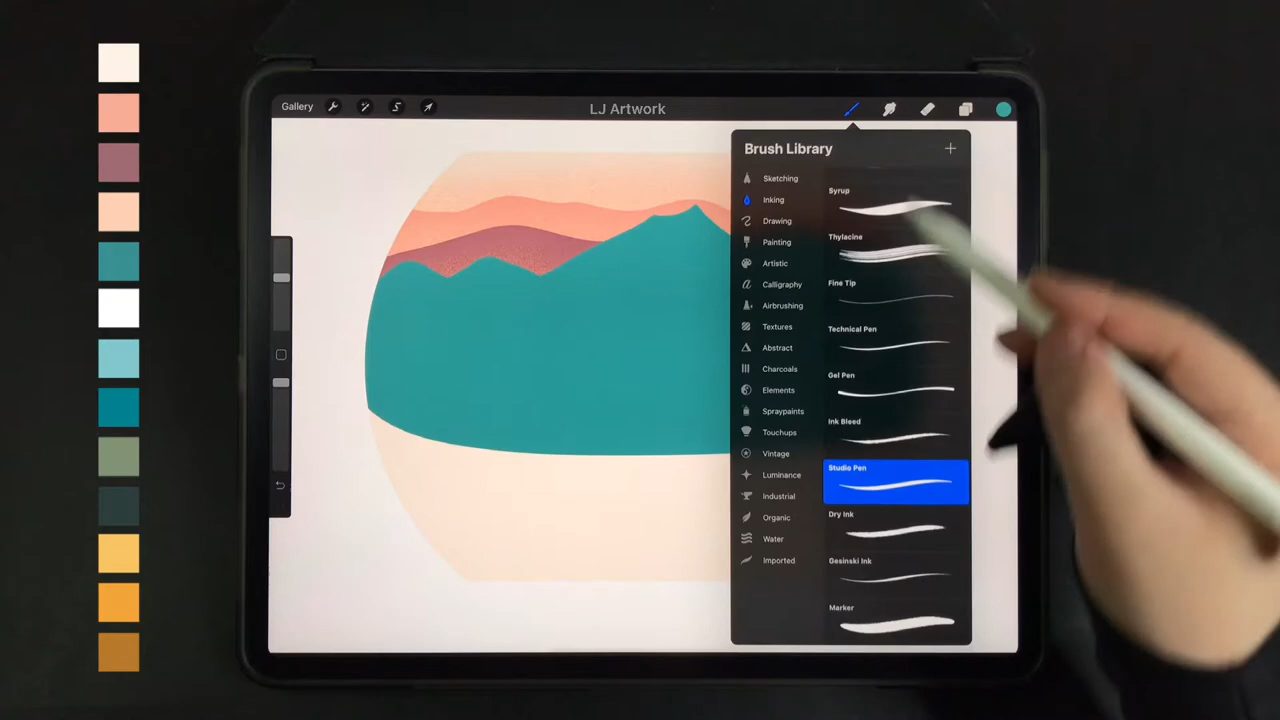 Gallery
LJ Artwork
Brush Library
Sketching
Inking
Drawing
Painting
Artistic
Calligraphy
Airbrushing
Textures
Abstract
Charcoals
Elements
Spraypaints
Touchups
Vintage
Luminance
Industrial
Organic
Water
Imported
Syrup
Thylacine
Fine Tip
Technical Pen
Gel Pen
Ink Bleed
Studio Pen
Dry Ink
Gesinski Ink
Marker